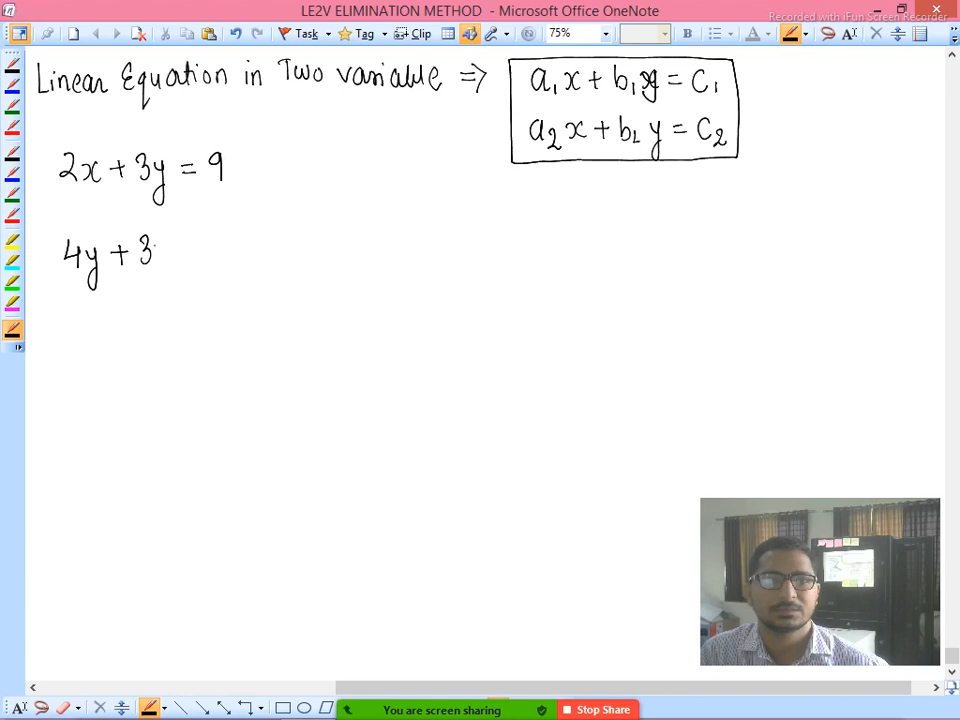 LE2V ELIMINATION METHOD - Microsoft Office OneNote
Recorded with iFun Screen Recorder
Task Tag Clip 75% B A A
Linear Equation in Two variable ⇒ a₁x + b₁y = C₁
a₂x + b₂y = C₂
2x + 3y = 9
4y + 3
A
You are screen sharing Stop Share